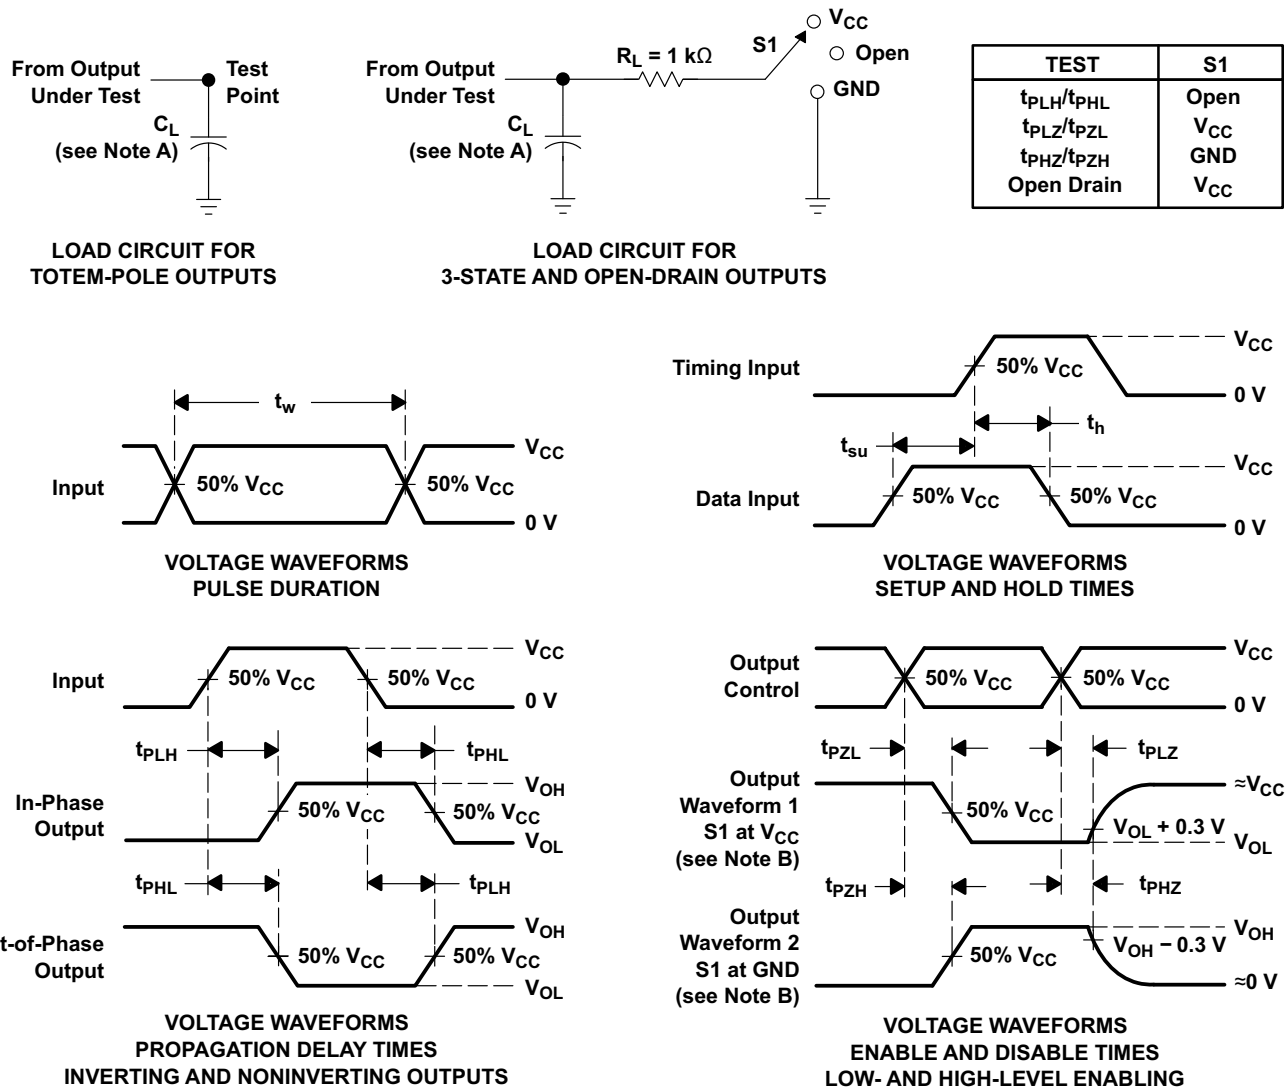 From Output
Under Test
Test
Point
CL
(see Note A)
LOAD CIRCUIT FOR
TOTEM-POLE OUTPUTS
From Output
Under Test
RL = 1 kΩ
S1
VCC
Open
GND
CL
(see Note A)
LOAD CIRCUIT FOR
3-STATE AND OPEN-DRAIN OUTPUTS
TEST S1
tPLH/tPHL Open
tPLZ/tPZL VCC
tPHZ/tPZH GND
Open Drain VCC
tw
Input
50% VCC
50% VCC
VCC
0 V
VOLTAGE WAVEFORMS
PULSE DURATION
Timing Input
50% VCC
VCC
0 V
th
tsu
Data Input
50% VCC
50% VCC
VCC
0 V
VOLTAGE WAVEFORMS
SETUP AND HOLD TIMES
Input
50% VCC
50% VCC
VCC
0 V
tPLH
tPHL
In-Phase
Output
50% VCC
50% VCC
VOH
VOL
tPHL
tPLH
t-of-Phase
Output
50% VCC
50% VCC
VOH
VOL
VOLTAGE WAVEFORMS
PROPAGATION DELAY TIMES
INVERTING AND NONINVERTING OUTPUTS
Output
Control
50% VCC
50% VCC
VCC
0 V
tPZL
tPLZ
Output
Waveform 1
S1 at VCC
(see Note B)
50% VCC
≈VCC
VOL + 0.3 V
VOL
tPZH
tPHZ
Output
Waveform 2
S1 at GND
(see Note B)
50% VCC
VOH
VOH − 0.3 V
≈0 V
VOLTAGE WAVEFORMS
ENABLE AND DISABLE TIMES
LOW- AND HIGH-LEVEL ENABLING